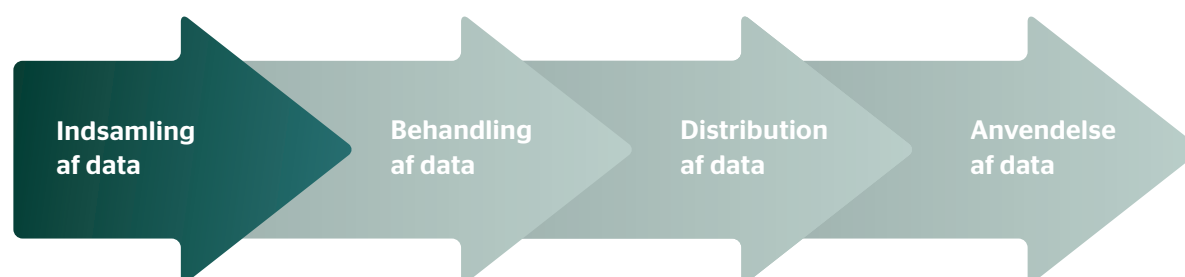 Indsamling
af data
Behandling
af data
Distribution
af data
Anvendelse
af data